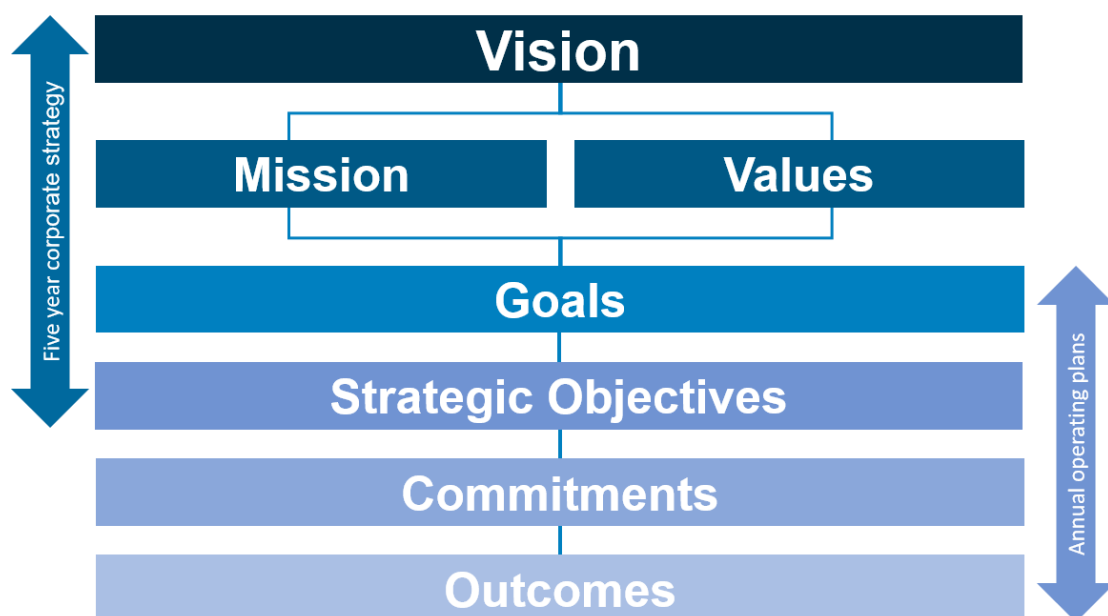 Vision
Five year corporate strategy
Mission
Values
Goals
Strategic Objectives
Commitments
Outcomes
Annual operating plans